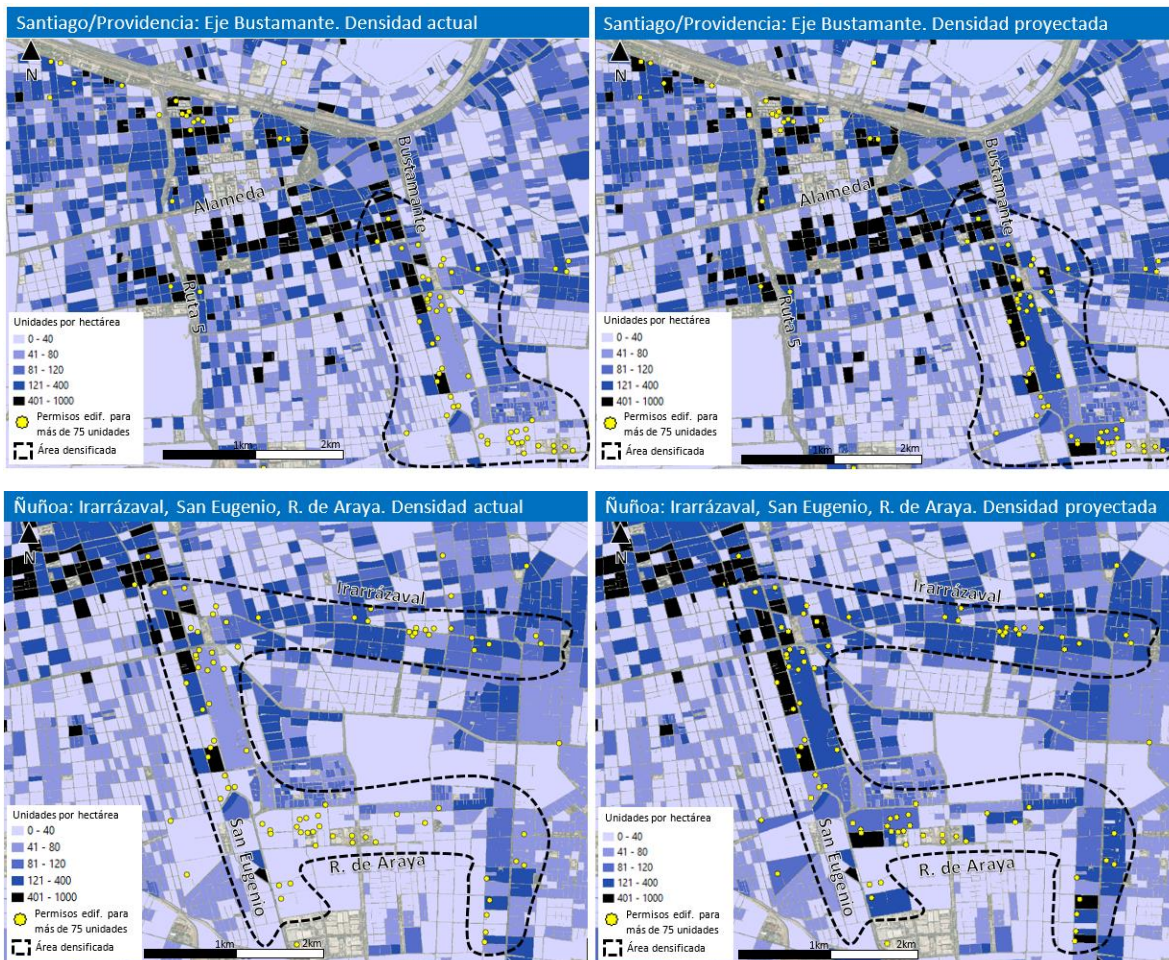 Santiago/Providencia: Eje Bustamante. Densidad actual
N
Bustamante
Alameda
Ruta 5
Unidades por hectárea
0 - 40
41 - 80
81 - 120
121 - 400
401 - 1000
Permisos edif. para
más de 75 unidades
Área densificada
1km
2km
Santiago/Providencia: Eje Bustamante. Densidad proyectada
N
Bustamante
Alameda
Ruta 5
Unidades por hectárea
0 - 40
41 - 80
81 - 120
121 - 400
401 - 1000
Permisos edif. para
más de 75 unidades
Área densificada
1km
2km
Ñuñoa: Irarrázaval, San Eugenio, R. de Araya. Densidad actual
N
Irarrázaval
San Eugenio
R. de Araya
Unidades por hectárea
0 - 40
41 - 80
81 - 120
121 - 400
401 - 1000
Permisos edif. para
más de 75 unidades
Área densificada
1km
2km
Ñuñoa: Irarrázaval, San Eugenio, R. de Araya. Densidad proyectada
N
Irarrázaval
San Eugenio
R. de Araya
Unidades por hectárea
0 - 40
41 - 80
81 - 120
121 - 400
401 - 1000
Permisos edif. para
más de 75 unidades
Área densificada
1km
2km